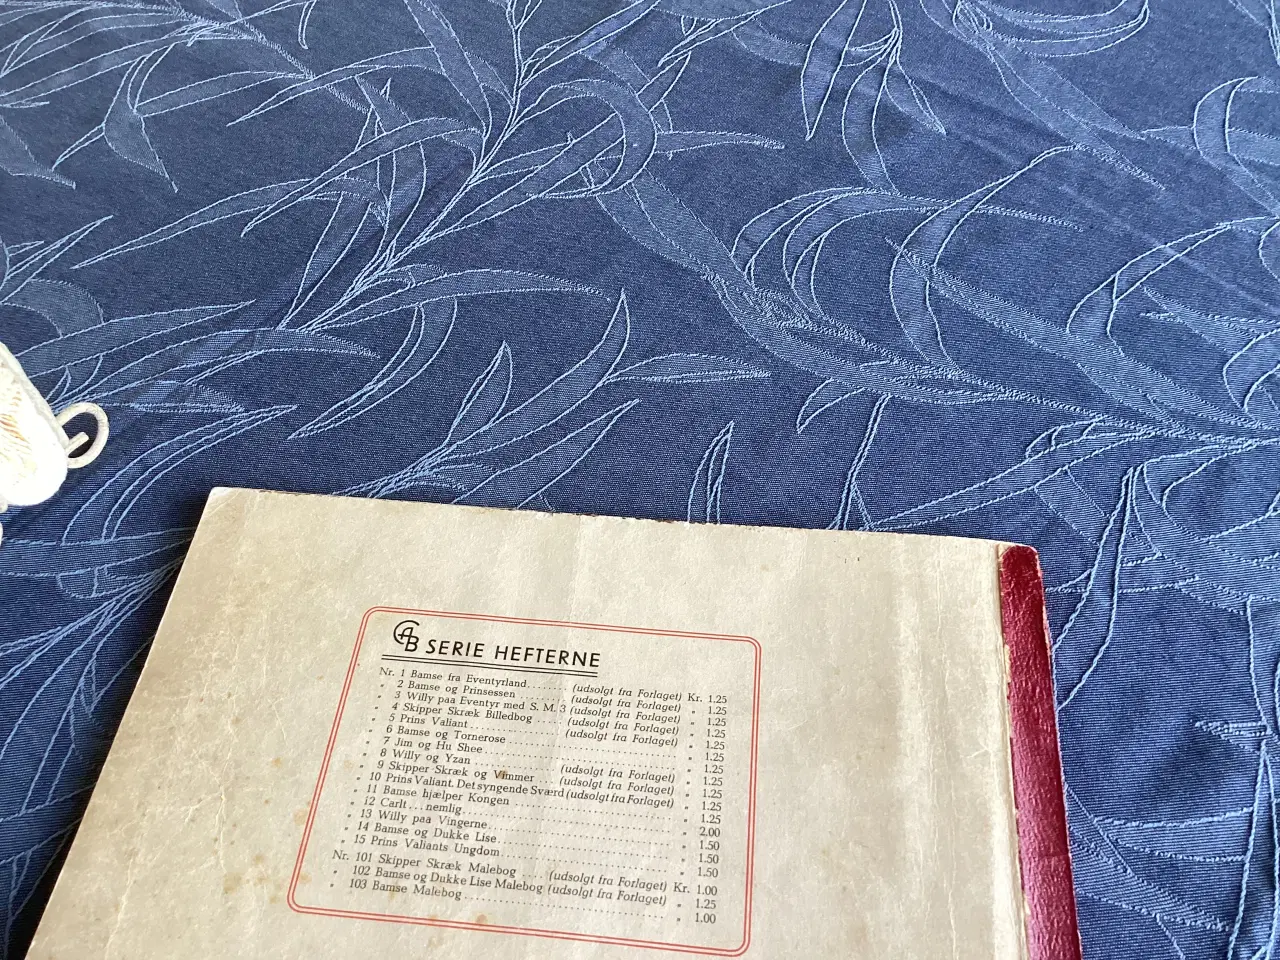 GAB SERIE HEFTERNE
Nr. 1 Bamse fra Eventyrland....... (udsolgt fra Forlaget) Kr. 1.25
„ 2 Bamse og Prinsessen ....... (udsolgt fra Forlaget) „ 1.25
„ 3 Willy paa Eventyr med S. M. 3 (udsolgt fra Forlaget) „ 1.25
„ 4 Skipper Skræk Billedbog ..... (udsolgt fra Forlaget) „ 1.25
„ 5 Prins Valiant ............... (udsolgt fra Forlaget) „ 1.25
„ 6 Bamse og Tornerose ............... „ 1.25
„ 7 Jim og Hu Shee ............... „ 1.25
„ 8 Willy og Yzan ............... (udsolgt fra Forlaget) „ 1.25
„ 9 Skipper Skræk og Vimmer .... (udsolgt fra Forlaget) „ 1.25
„ 10 Prins Valiant. Det syngende Sværd (udsolgt fra Forlaget) „ 1.25
„ 11 Bamse hjælper Kongen ............... „ 1.25
„ 12 Carlt... nemlig ............... „ 2.00
„ 13 Willy paa Vingerne ............... „ 1.50
„ 14 Bamse og Dukke Lise ............... „ 1.50
„ 15 Prins Valiants Ungdom ............... „ 1.50
Nr. 101 Skipper Skræk Malebog .... (udsolgt fra Forlaget) Kr. 1.00
„ 102 Bamse og Dukke Lise Malebog (udsolgt fra Forlaget) „ 1.25
„ 103 Bamse Malebog ............... „ 1.00